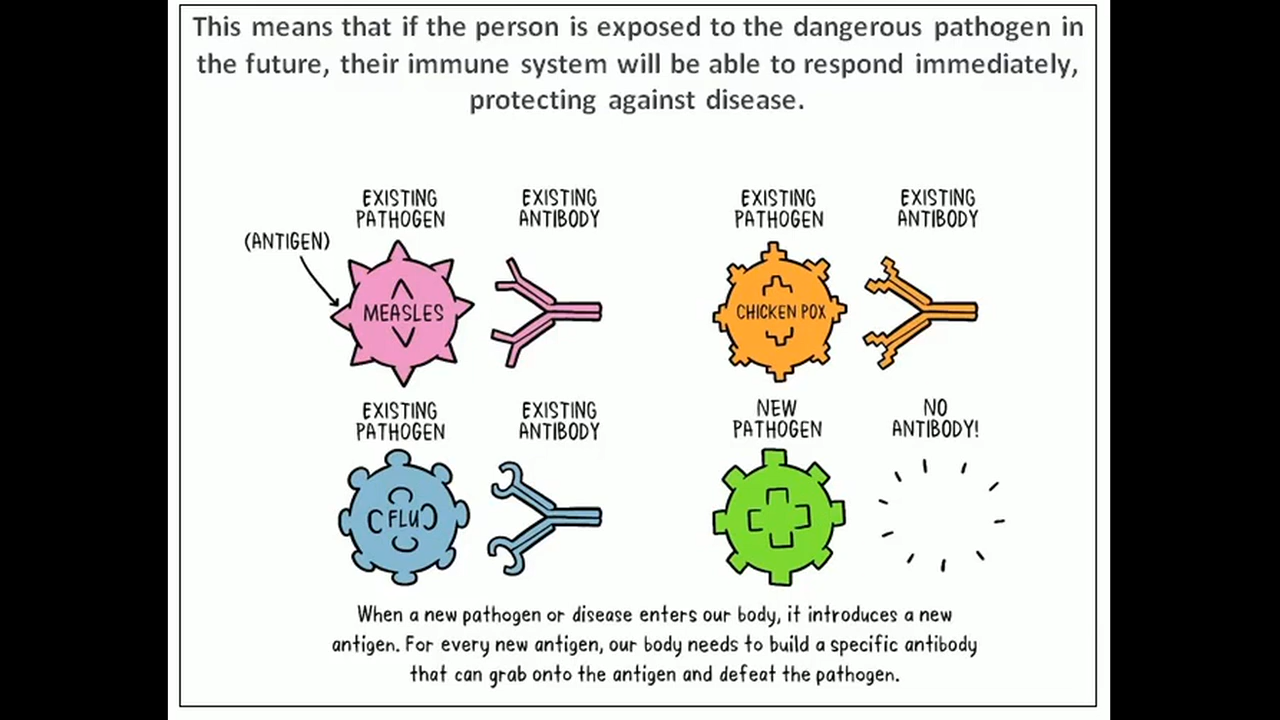 This means that if the person is exposed to the dangerous pathogen in
the future, their immune system will be able to respond immediately,
protecting against disease.
EXISTING
PATHOGEN
EXISTING
ANTIBODY
EXISTING
PATHOGEN
EXISTING
ANTIBODY
(ANTIGEN)
MEASLES
CHICKEN POX
EXISTING
PATHOGEN
EXISTING
ANTIBODY
NEW
PATHOGEN
NO
ANTIBODY!
FLU
When a new pathogen or disease enters our body, it introduces a new
antigen. For every new antigen, our body needs to build a specific antibody
that can grab onto the antigen and defeat the pathogen.